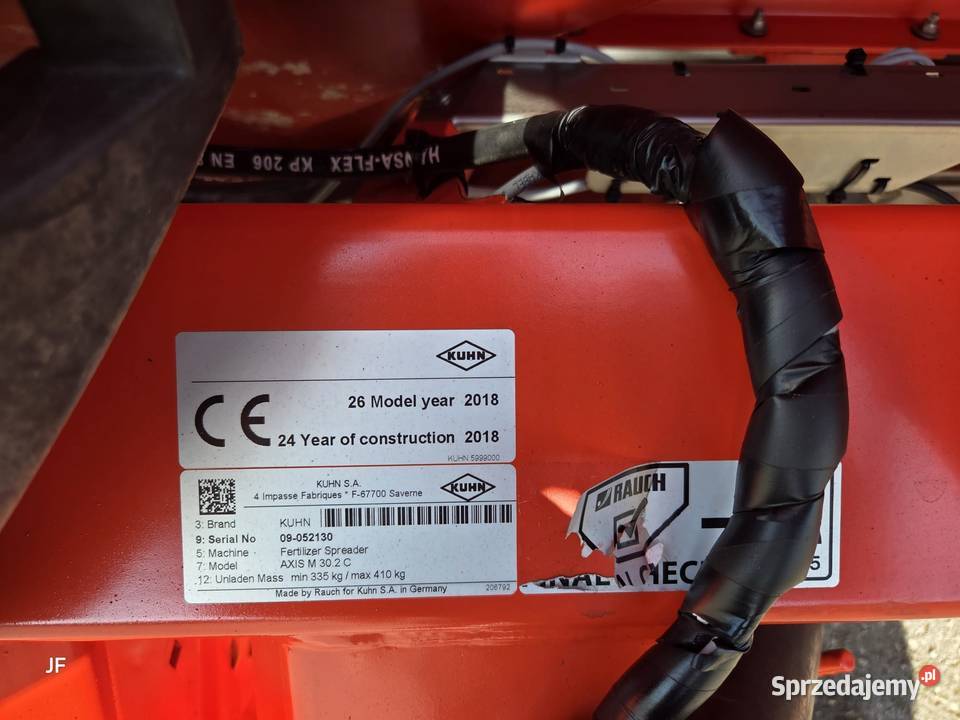 HANSA-FLEX KP 206 EN
KUHN
26 Model year 2018
CE
24 Year of construction 2018
KUHN 5999000
KUHN S.A.
4 Impasse Fabriques * F-67700 Saverne
KUHN
3: Brand KUHN
9: Serial No 09-052130
5: Machine Fertilizer Spreader
7: Model AXIS M 30.2 C
12: Unladen Mass min 335 kg / max 410 kg
Made by Rauch for Kuhn S.A. in Germany
206792
RAUCH
5
JF
Sprzedajemy.pl